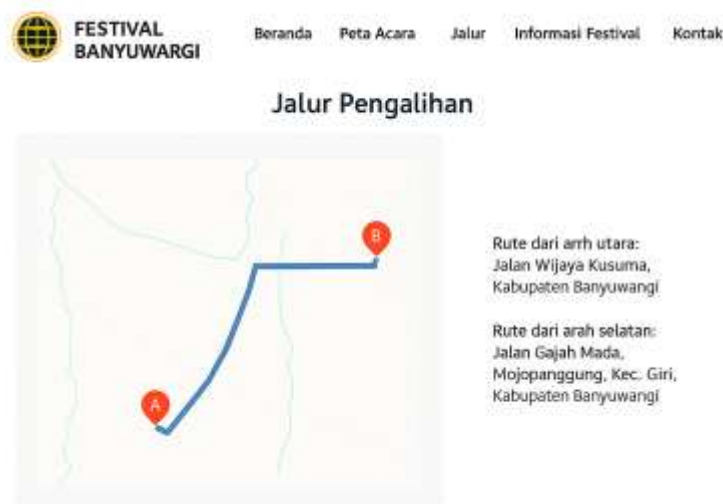 FESTIVAL
BANYUWARGI
Beranda Peta Acara Jalur Informasi Festival Kontak
Jalur Pengalihan
B
A
Rute dari arrh utara:
Jalan Wijaya Kusuma,
Kabupaten Banyuwangi
Rute dari arah selatan:
Jalan Gajah Mada,
Mojopanggung, Kec. Giri,
Kabupaten Banyuwangi